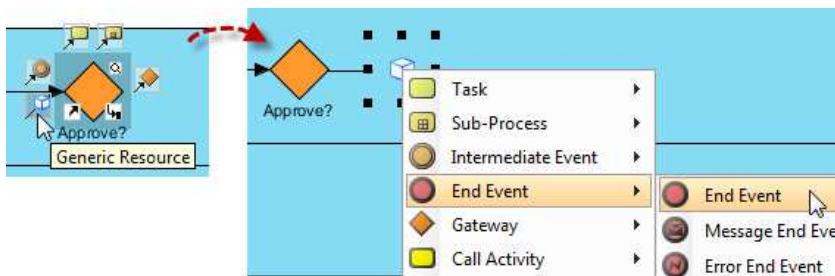 Approve?
Generic Resource
Approve?
Task
Sub-Process
Intermediate Event
End Event
Gateway
Call Activity
End Event
Message End Eve
Error End Event